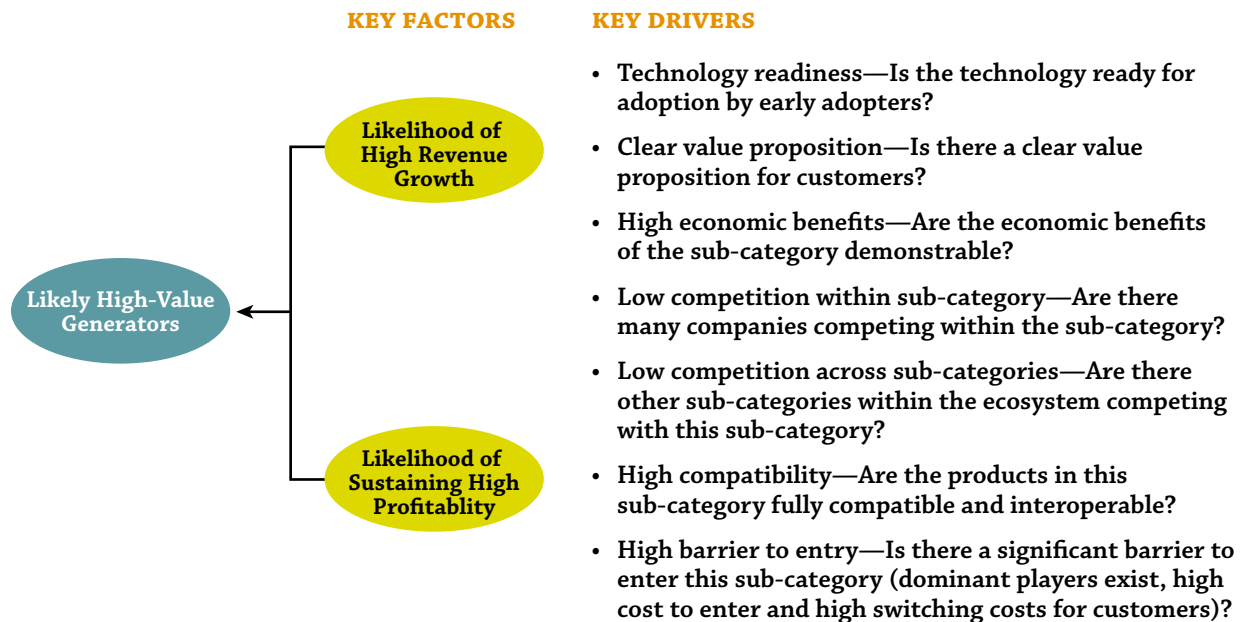 KEY FACTORS
KEY DRIVERS
Likely High-Value
Generators
Likelihood of
High Revenue
Growth
Likelihood of
Sustaining High
Profitablity
• Technology readiness—Is the technology ready for
adoption by early adopters?
• Clear value proposition—Is there a clear value
proposition for customers?
• High economic benefits—Are the economic benefits
of the sub-category demonstrable?
• Low competition within sub-category—Are there
many companies competing within the sub-category?
• Low competition across sub-categories—Are there
other sub-categories within the ecosystem competing
with this sub-category?
• High compatibility—Are the products in this
sub-category fully compatible and interoperable?
• High barrier to entry—Is there a significant barrier to
enter this sub-category (dominant players exist, high
cost to enter and high switching costs for customers)?